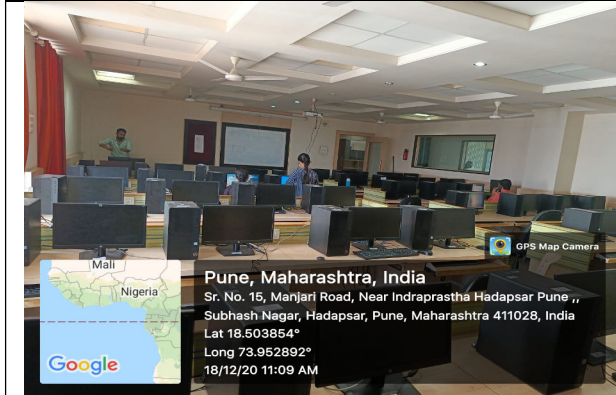 GPS Map Camera
Mali
Nigeria
Google
Pune, Maharashtra, India
Sr. No. 15, Manjari Road, Near Indraprastha Hadapsar Pune ,,
Subhash Nagar, Hadapsar, Pune, Maharashtra 411028, India
Lat 18.503854°
Long 73.952892°
18/12/20 11:09 AM